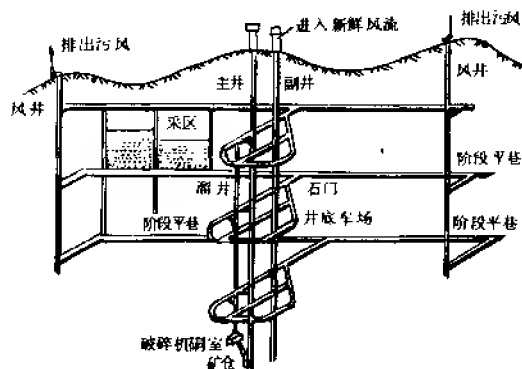 进入新鲜风流
排出污风
排出污风
主井
副井
风井
风井
采区
阶段平巷
溜井
石门
阶段平巷
井底车场
阶段平巷
破碎机硐室
矿仓